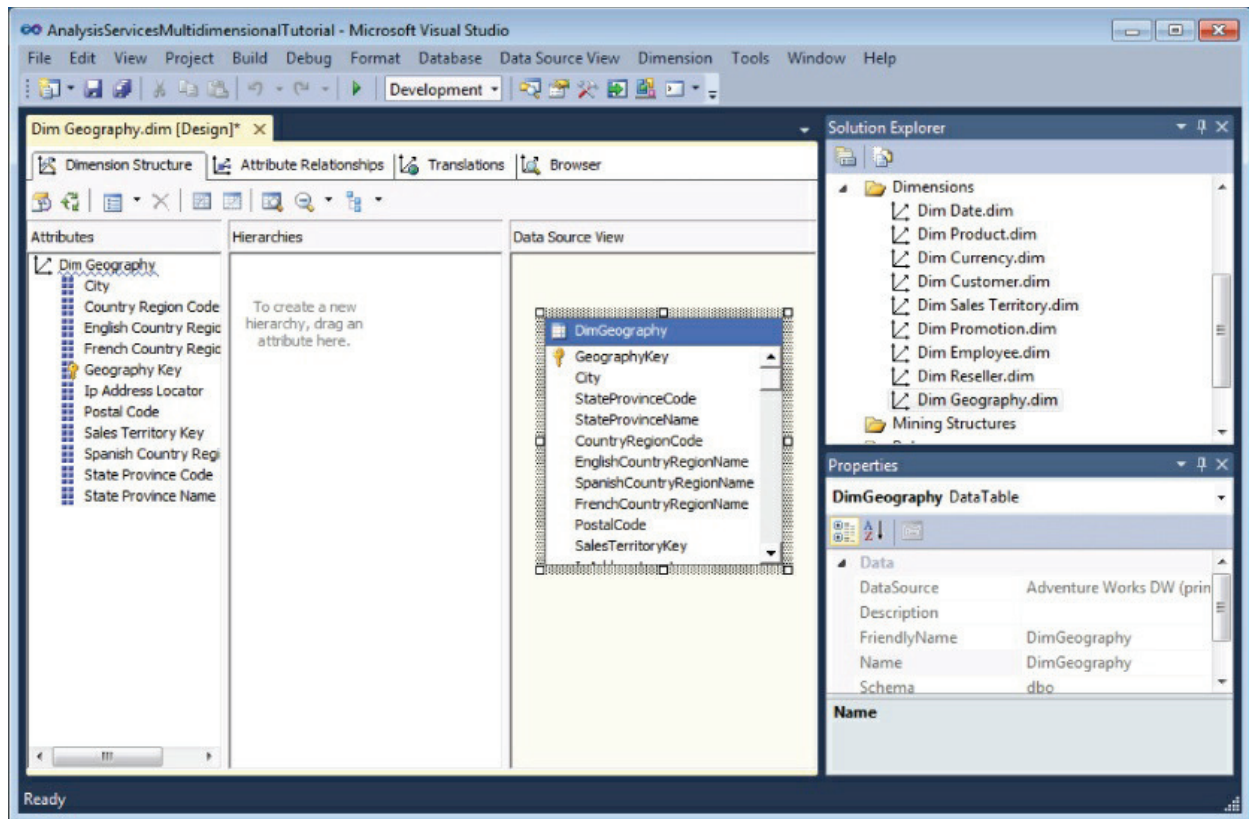 AnalysisServicesMultidimensionalTutorial - Microsoft Visual Studio
File Edit View Project Build Debug Format Database Data Source View Dimension Tools Window Help
Development
Dim Geography.dim [Design]*
Dimension Structure Attribute Relationships Translations Browser
Attributes
Dim Geography
City
Country Region Code
English Country Regic
French Country Regic
Geography Key
Ip Address Locator
Postal Code
Sales Territory Key
Spanish Country Regi
State Province Code
State Province Name
Hierarchies
To create a new
hierarchy, drag an
attribute here.
Data Source View
DimGeography
GeographyKey
City
StateProvinceCode
StateProvinceName
CountryRegionCode
EnglishCountryRegionName
SpanishCountryRegionName
FrenchCountryRegionName
PostalCode
SalesTerritoryKey
Solution Explorer
Dimensions
Dim Date.dim
Dim Product.dim
Dim Currency.dim
Dim Customer.dim
Dim Sales Territory.dim
Dim Promotion.dim
Dim Employee.dim
Dim Reseller.dim
Dim Geography.dim
Mining Structures
Properties
DimGeography DataTable
Data
DataSource Adventure Works DW (prin
Description
FriendlyName DimGeography
Name DimGeography
Schema dbo
Name
Ready